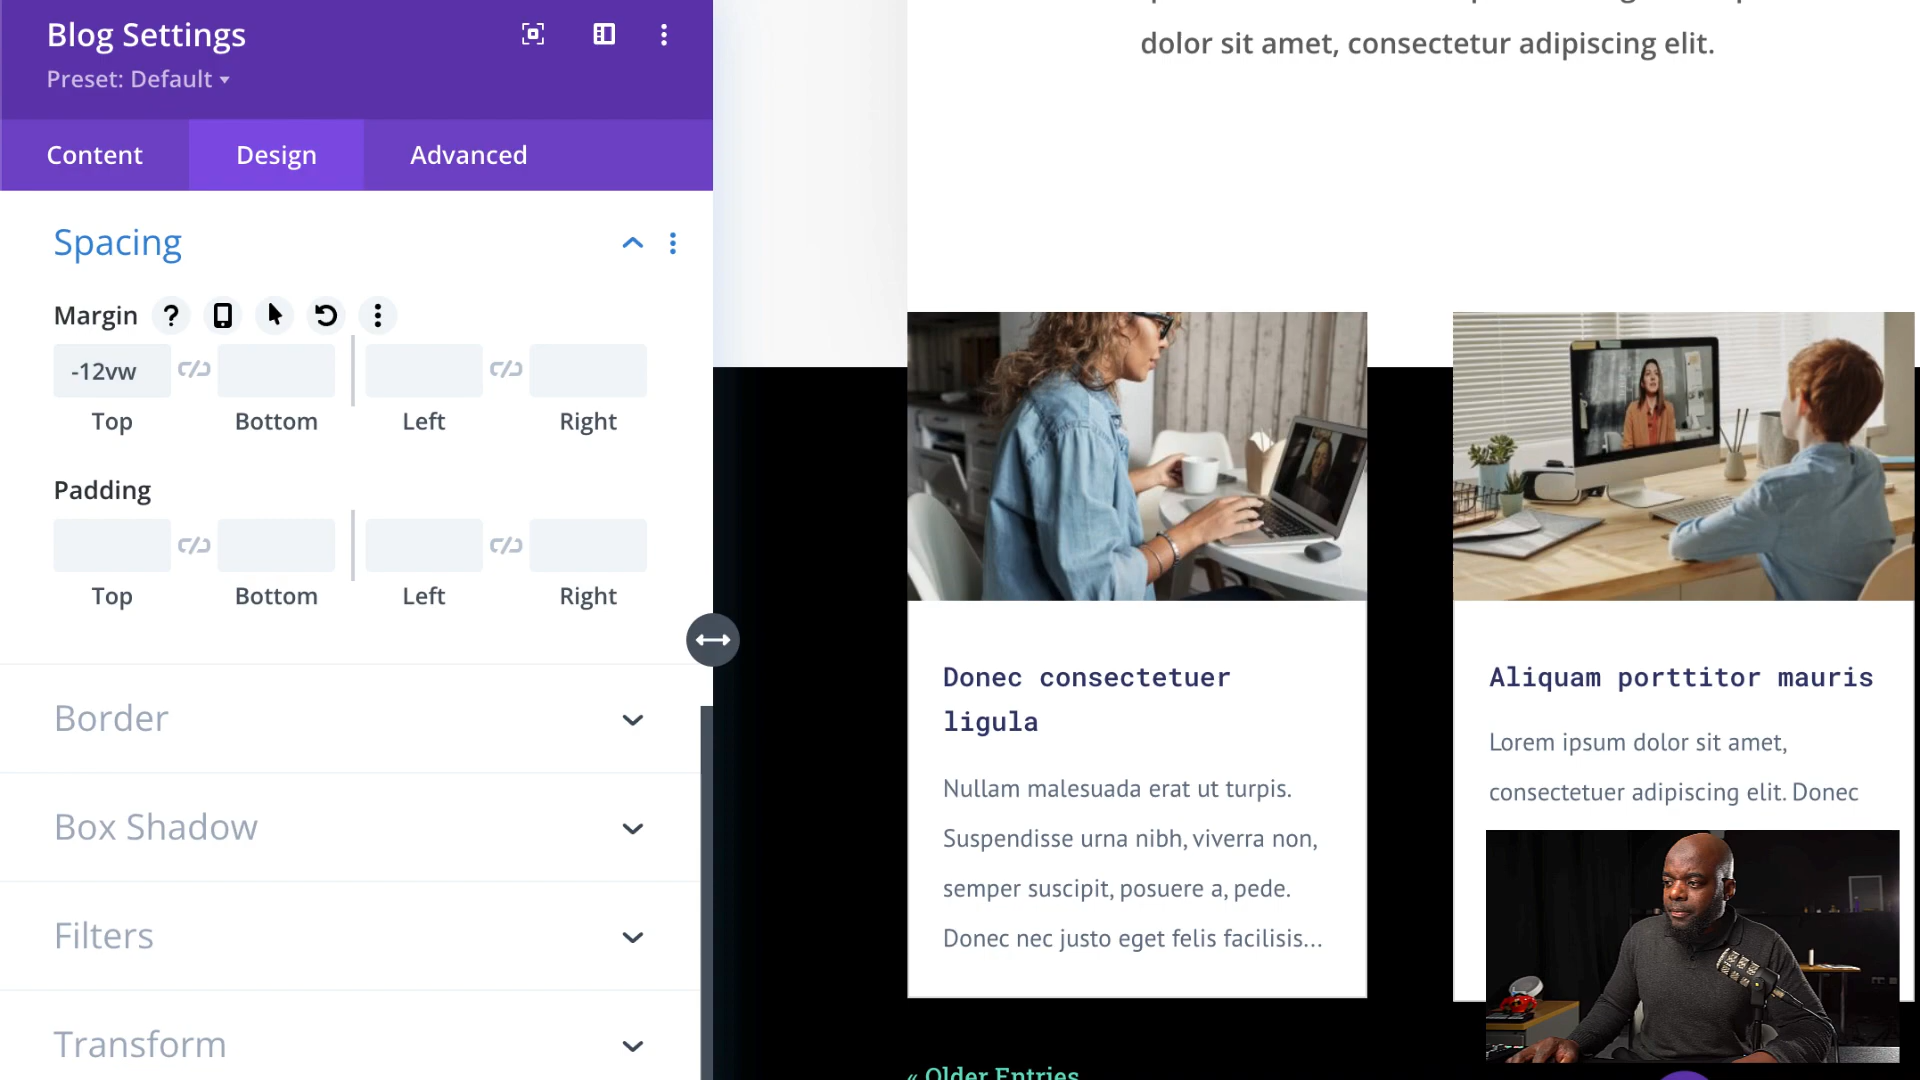 Blog Settings
Preset: Default
Content
Design
Advanced
Spacing
Margin
-12vw
Top
Bottom
Left
Right
Padding
Top
Bottom
Left
Right
Border
Box Shadow
Filters
Transform
dolor sit amet, consectetur adipiscing elit.
Donec consectetuer
ligula
Nullam malesuada erat ut turpis.
Suspendisse urna nibh, viverra non,
semper suscipit, posuere a, pede.
Donec nec justo eget felis facilisis...
Aliquam porttitor mauris
Lorem ipsum dolor sit amet,
consectetuer adipiscing elit. Donec
« Older Entries